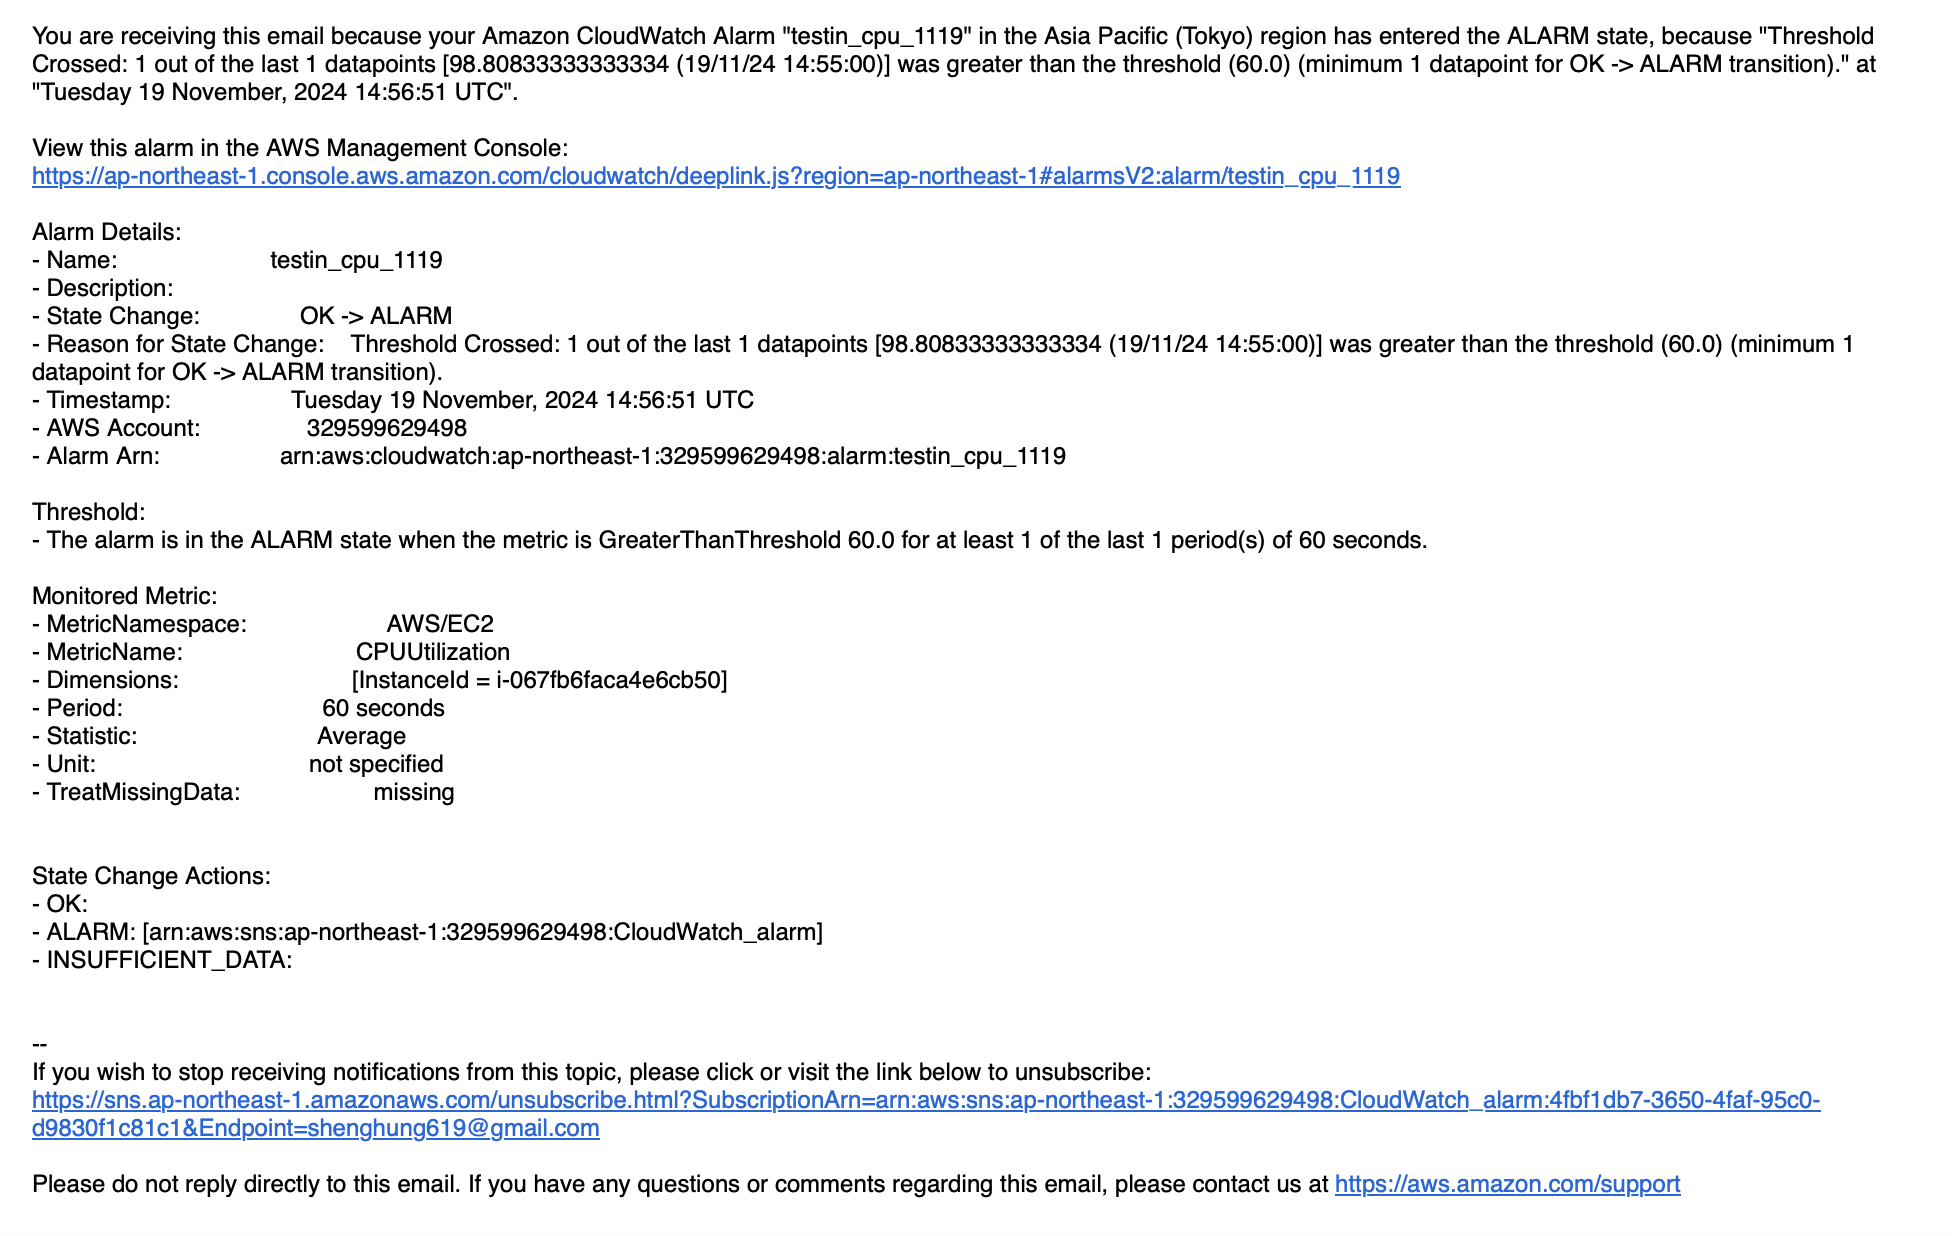 You are receiving this email because your Amazon CloudWatch Alarm "testin_cpu_1119" in the Asia Pacific (Tokyo) region has entered the ALARM state, because "Threshold
Crossed: 1 out of the last 1 datapoints [98.80833333333334 (19/11/24 14:55:00)] was greater than the threshold (60.0) (minimum 1 datapoint for OK -> ALARM transition)." at
"Tuesday 19 November, 2024 14:56:51 UTC".
View this alarm in the AWS Management Console:
https://ap-northeast-1.console.aws.amazon.com/cloudwatch/deeplink.js?region=ap-northeast-1#alarmsV2:alarm/testin_cpu_1119
Alarm Details:
- Name: testin_cpu_1119
- Description:
- State Change: OK -> ALARM
- Reason for State Change: Threshold Crossed: 1 out of the last 1 datapoints [98.80833333333334 (19/11/24 14:55:00)] was greater than the threshold (60.0) (minimum 1
datapoint for OK -> ALARM transition).
- Timestamp: Tuesday 19 November, 2024 14:56:51 UTC
- AWS Account: 329599629498
- Alarm Arn: arn:aws:cloudwatch:ap-northeast-1:329599629498:alarm:testin_cpu_1119
Threshold:
- The alarm is in the ALARM state when the metric is GreaterThanThreshold 60.0 for at least 1 of the last 1 period(s) of 60 seconds.
Monitored Metric:
- MetricNamespace: AWS/EC2
- MetricName: CPUUtilization
- Dimensions: [InstanceId = i-067fb6faca4e6cb50]
- Period: 60 seconds
- Statistic: Average
- Unit: not specified
- TreatMissingData: missing
State Change Actions:
- OK:
- ALARM: [arn:aws:sns:ap-northeast-1:329599629498:CloudWatch_alarm]
- INSUFFICIENT_DATA:
--
If you wish to stop receiving notifications from this topic, please click or visit the link below to unsubscribe:
https://sns.ap-northeast-1.amazonaws.com/unsubscribe.html?SubscriptionArn=arn:aws:sns:ap-northeast-1:329599629498:CloudWatch_alarm:4fbf1db7-3650-4faf-95c0-
d9830f1c81c1&Endpoint=shenghung619@gmail.com
Please do not reply directly to this email. If you have any questions or comments regarding this email, please contact us at https://aws.amazon.com/support